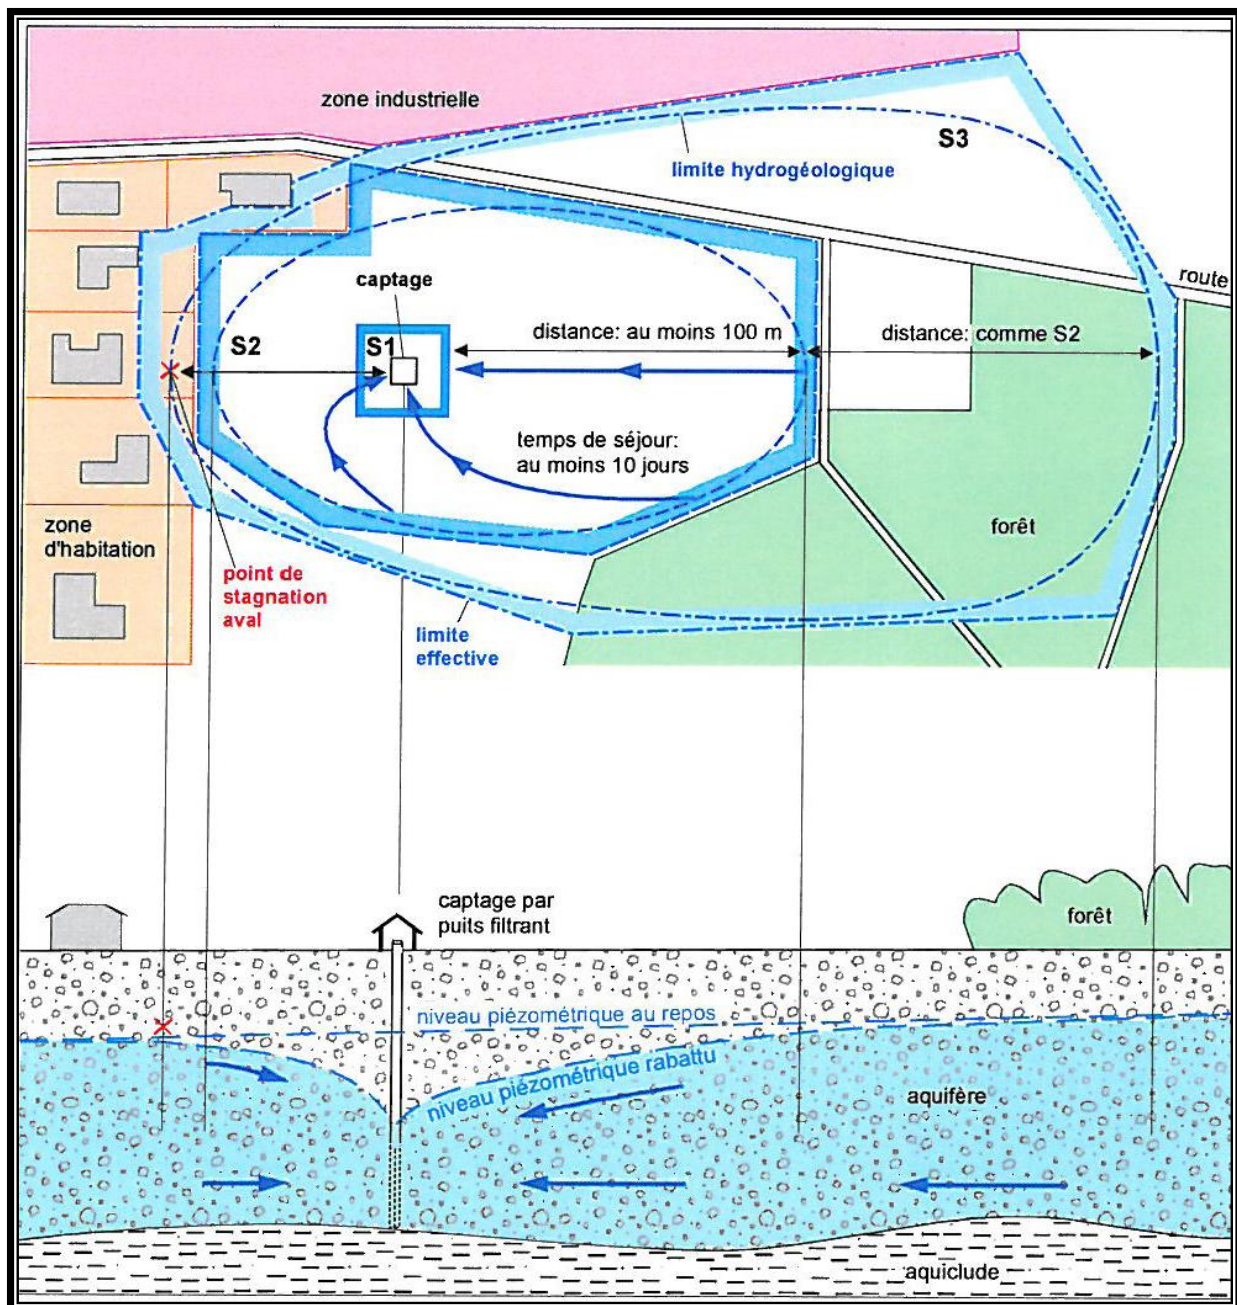 zone industrielle
S3
limite hydrogéologique
route
captage
distance: au moins 100 m
distance: comme S2
S2
S1
temps de séjour:
au moins 10 jours
zone
d'habitation
forêt
point de
stagnation
aval
limite
effective
captage par
puits filtrant
forêt
niveau piézométrique au repos
niveau piézométrique rabattu
aquifère
aquiclude